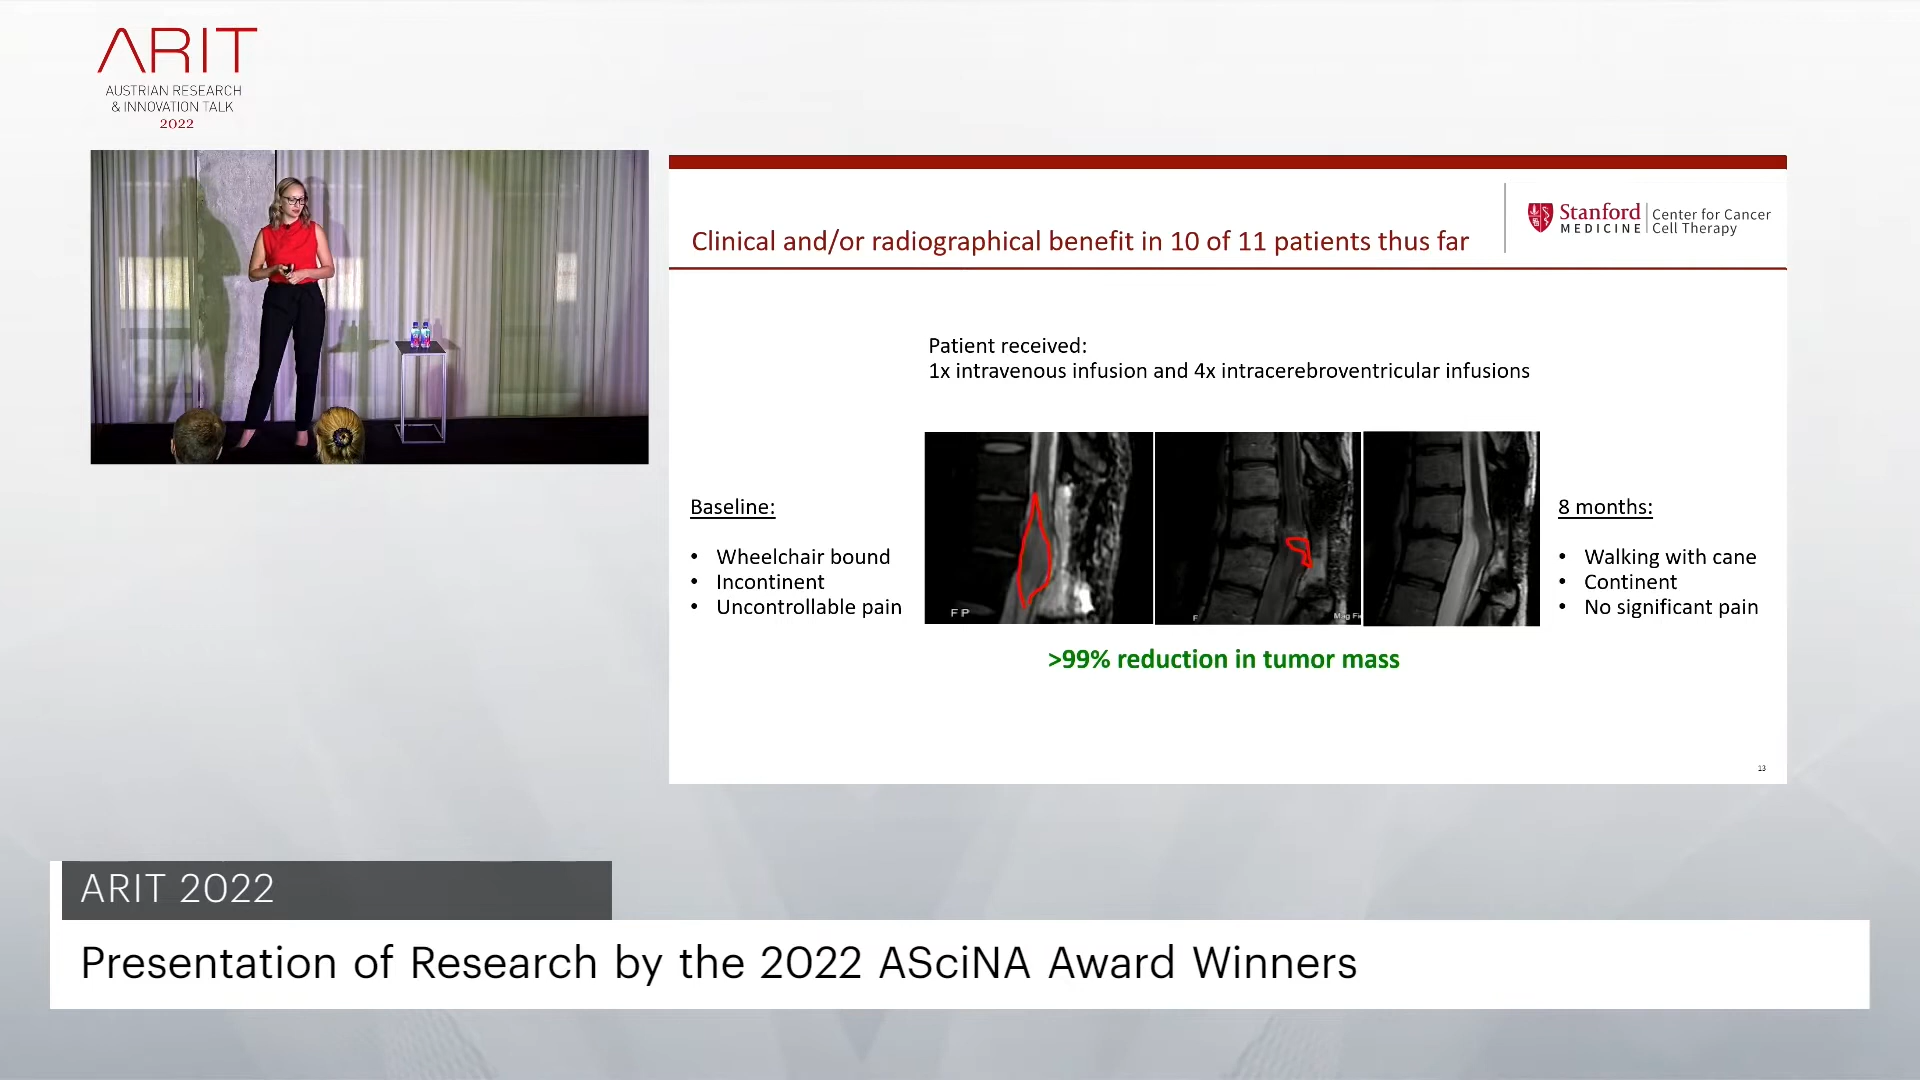 ARIT
AUSTRIAN RESEARCH
& INNOVATION TALK
2022
Clinical and/or radiographical benefit in 10 of 11 patients thus far
Stanford
MEDICINE
Center for Cancer
Cell Therapy
Patient received:
1x intravenous infusion and 4x intracerebroventricular infusions
Baseline:
• Wheelchair bound
• Incontinent
• Uncontrollable pain
F P
F
Mag Fi
8 months:
• Walking with cane
• Continent
• No significant pain
>99% reduction in tumor mass
13
ARIT 2022
Presentation of Research by the 2022 ASciNA Award Winners